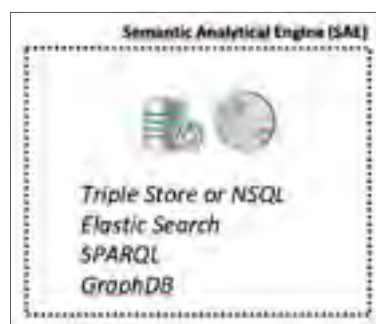 Semantic Analytical Engine (SAE)
Triple Store or NSQL
Elastic Search
SPARQL
GraphDB